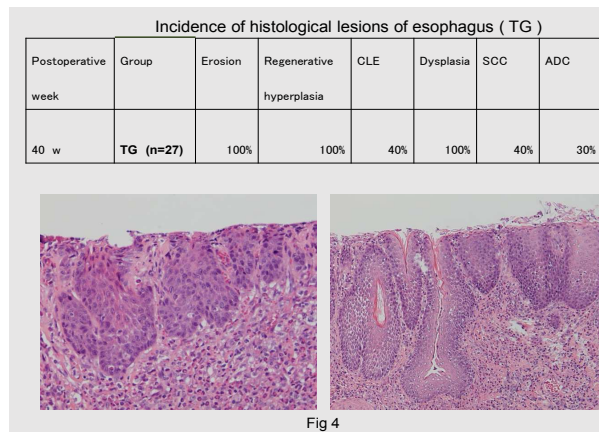 Incidence of histological lesions of esophagus ( TG )
Postoperative week Group Erosion Regenerative hyperplasia CLE Dysplasia SCC ADC
40 w TG (n=27) 100% 100% 40% 100% 40% 30%
Fig 4